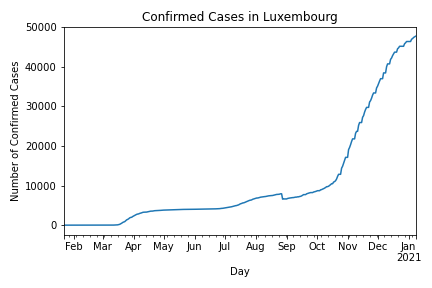 Confirmed Cases in Luxembourg
50000
40000
30000
20000
10000
0
Number of Confirmed Cases
Feb Mar Apr May Jun Jul Aug Sep Oct Nov Dec Jan
2021
Day